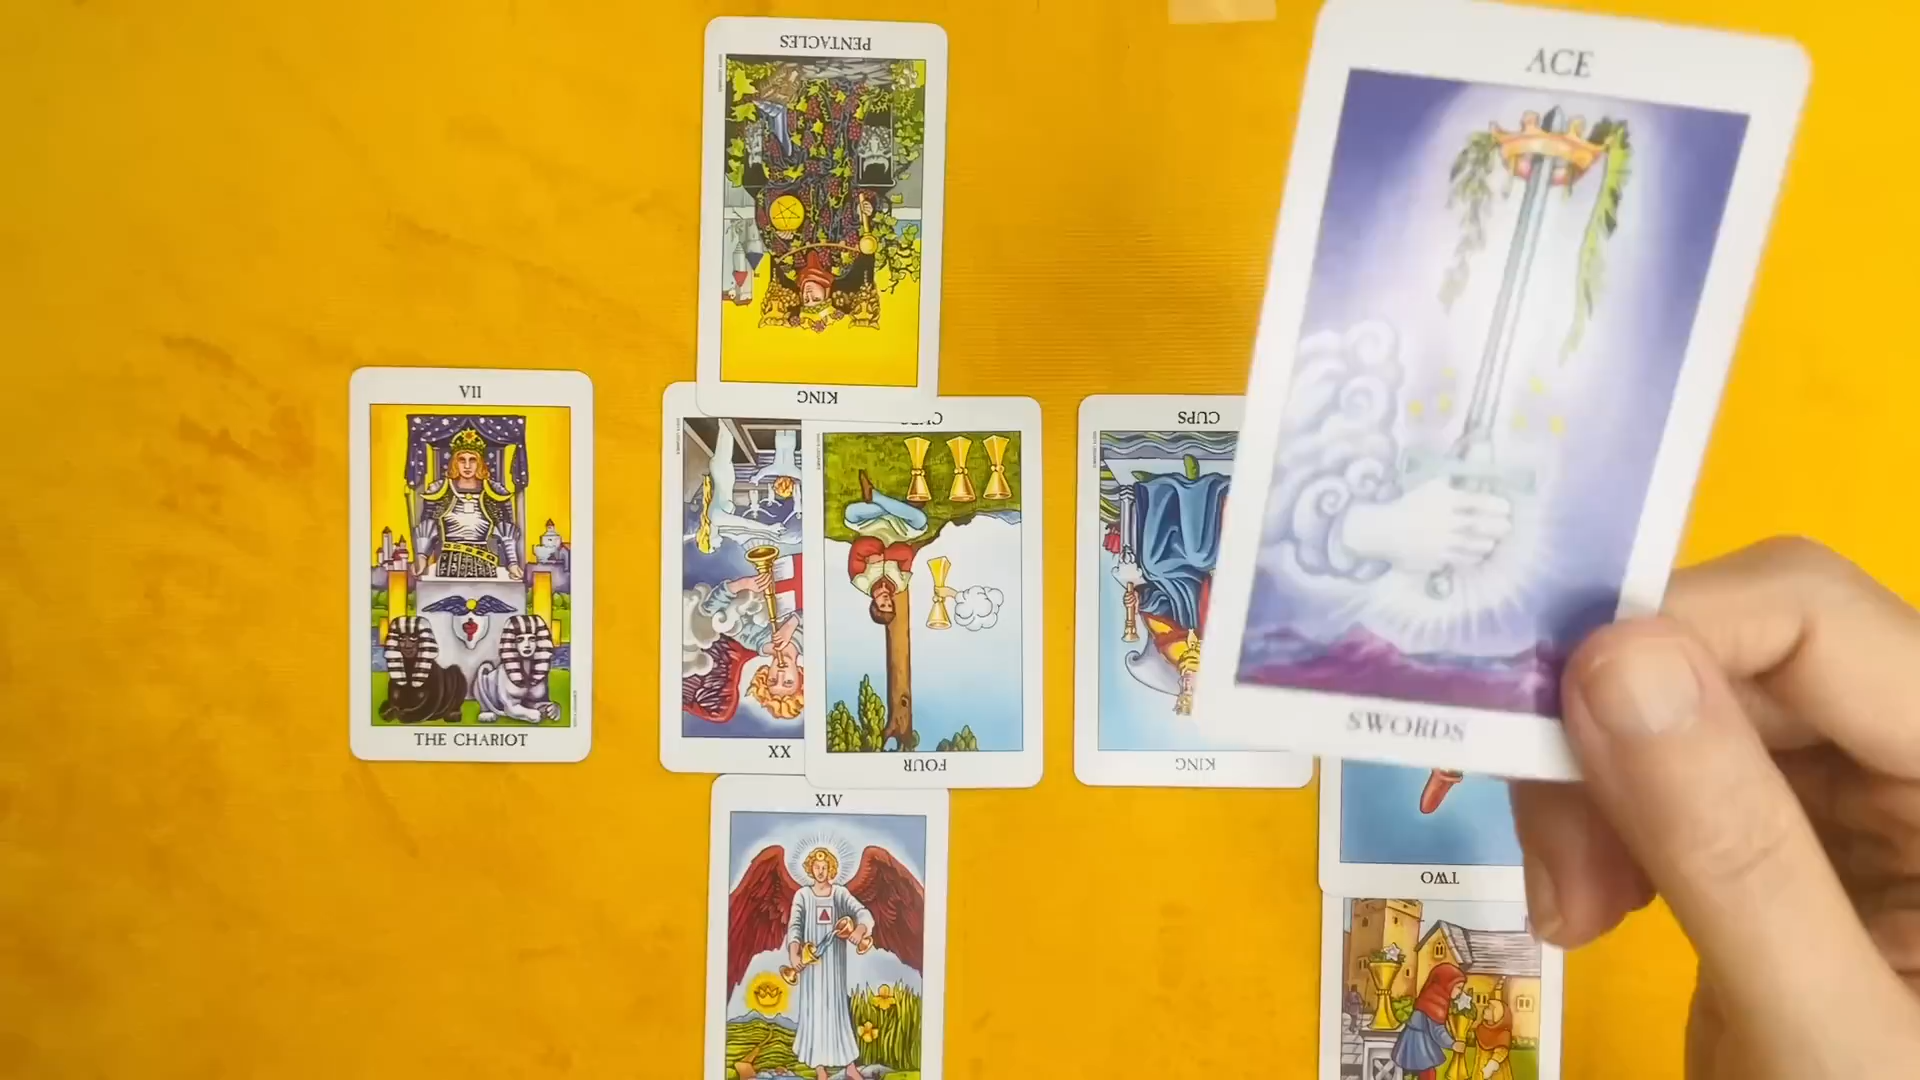 PENTACLES
KING
ACE
SWORDS
VII
THE CHARIOT
XX
FOUR
CUPS
KING
XIV
TWO